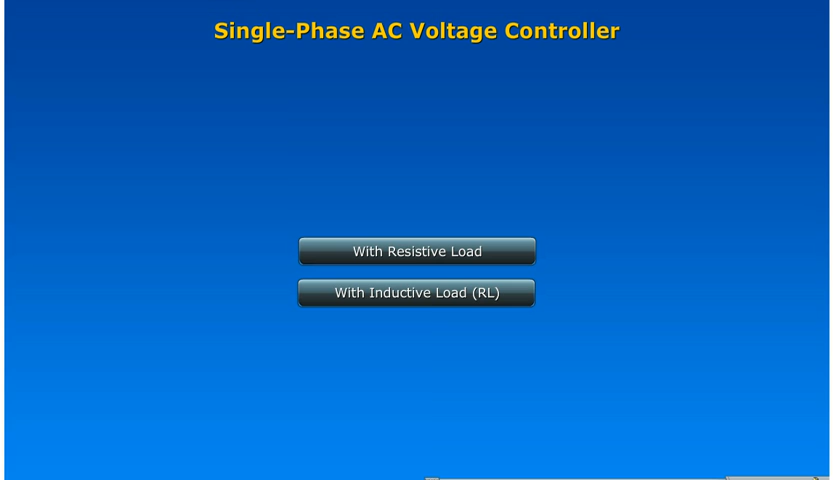 Single-Phase AC Voltage Controller
With Resistive Load
With Inductive Load (RL)